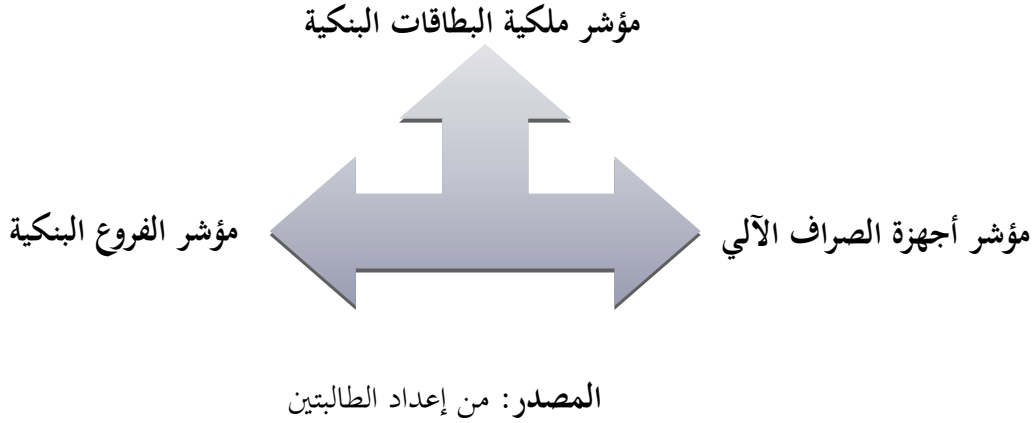 مؤشر ملكية البطاقات البنكية
مؤشر أجهزة الصراف الآلي
مؤشر الفروع البنكية
المصدر: من إعداد الطالبتين